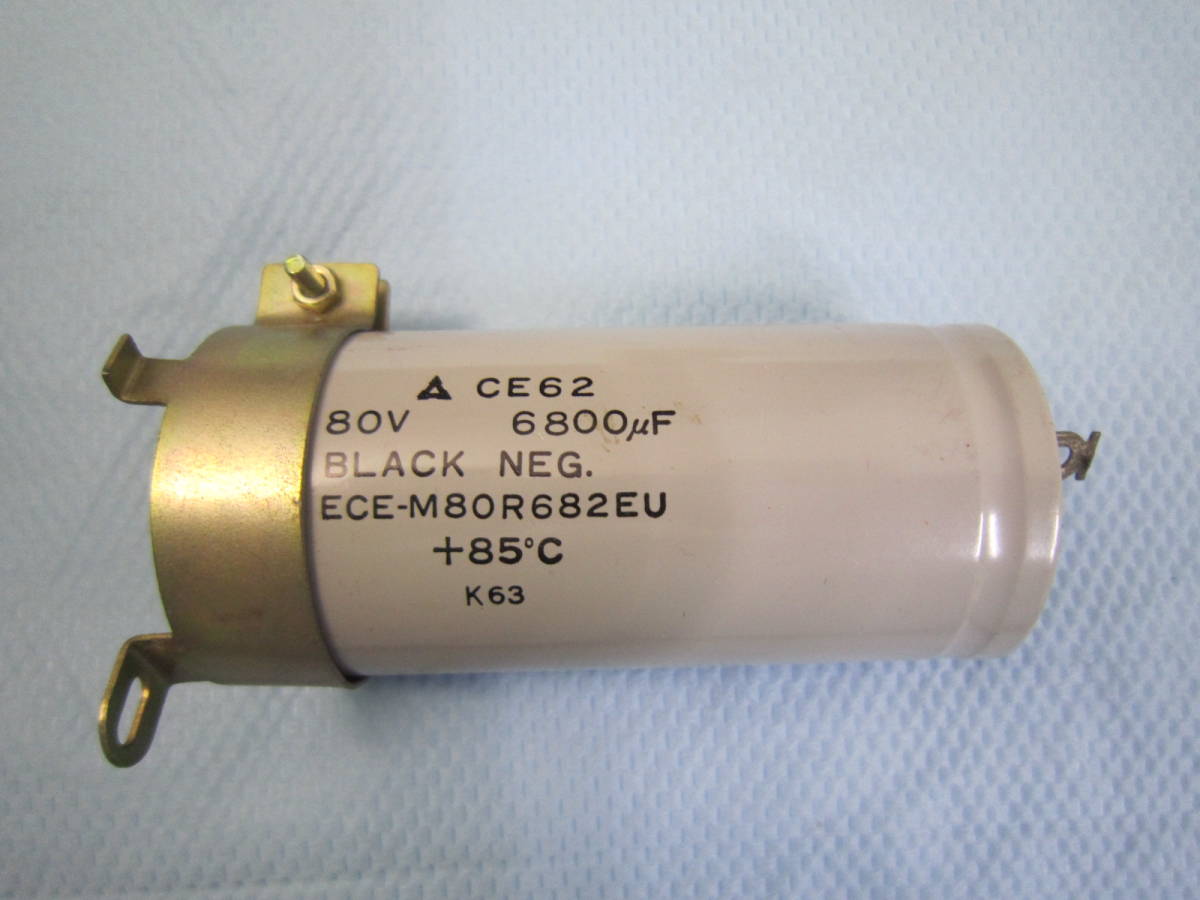 CE62
80V 6800μF
BLACK NEG.
ECE-M80R682EU
+85°C
K63